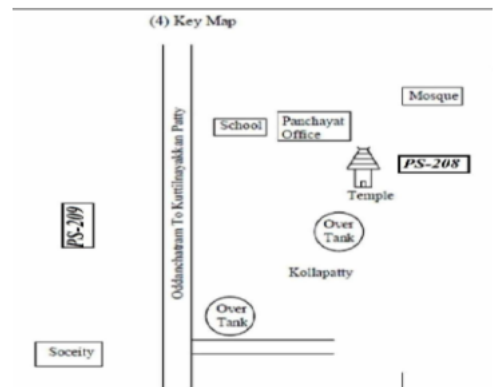 (4) Key Map
Mosque
School
Panchayat
Office
PS-208
Temple
Oddanchatram To Kuttilnayakkan Patty
PS-209
Over
Tank
Kollapatty
Over
Tank
Soceity